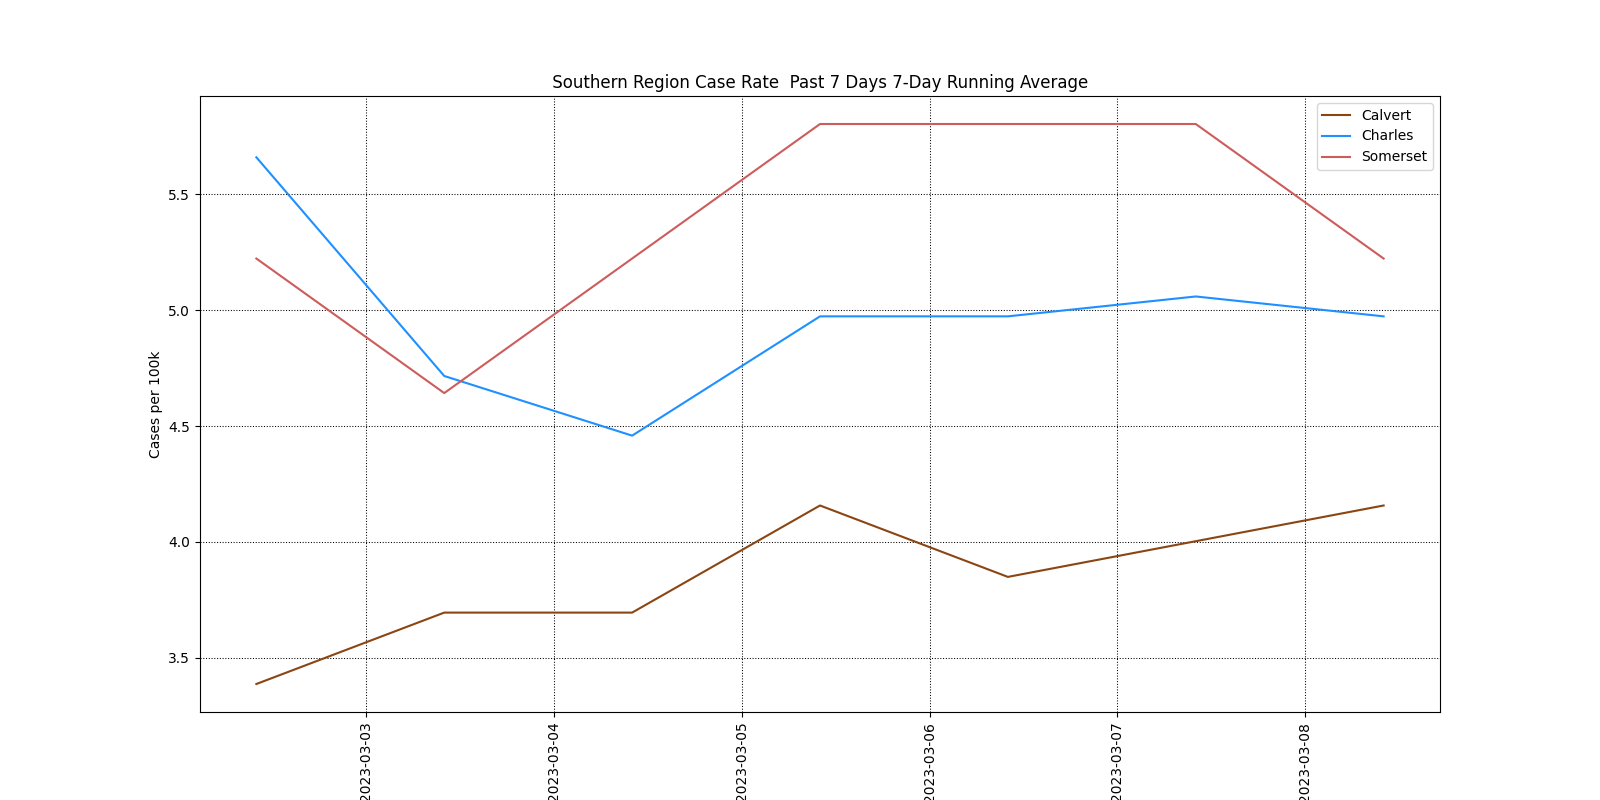 Southern Region Case Rate  Past 7 Days 7-Day Running Average
Calvert
Charles
Somerset
5.5
5.0
4.5
4.0
3.5
Cases per 100k
2023-03-03
2023-03-04
2023-03-05
2023-03-06
2023-03-07
2023-03-08